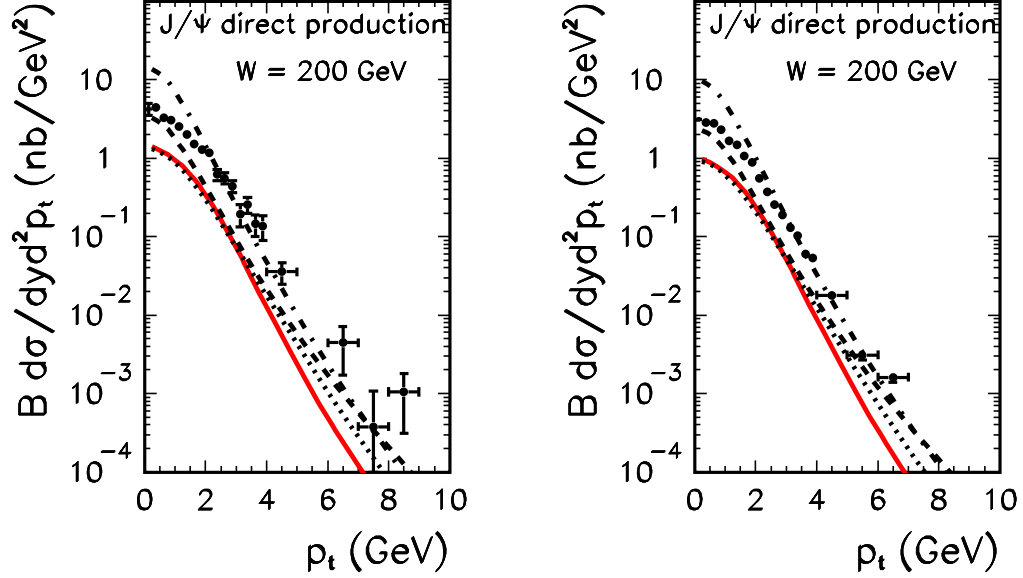 J/ψ direct production
W = 200 GeV
B dσ/dyd²pₜ (nb/GeV²)
10
1
10⁻¹
10⁻²
10⁻³
10⁻⁴
0 2 4 6 8 10
pₜ (GeV)
J/ψ direct production
W = 200 GeV
B dσ/dyd²pₜ (nb/GeV²)
10
1
10⁻¹
10⁻²
10⁻³
10⁻⁴
0 2 4 6 8 10
pₜ (GeV)